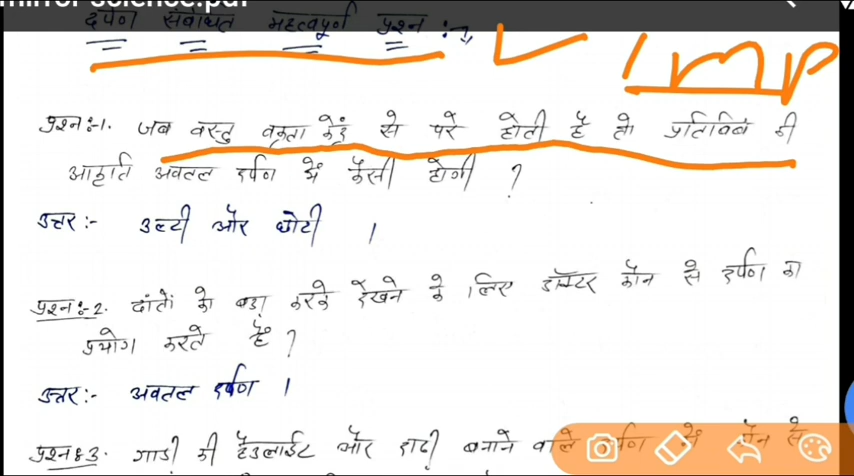 mirror science.pdf
दर्पण संबंधित महत्वपूर्ण प्रश्न :-
Imp
प्रश्न:-1. जब वस्तु वक्रता केंद्र से परे होती है तो प्रतिबिंब की
आकृति अवतल दर्पण में कैसी होगी ?
उत्तर:- उल्टी और छोटी ।
प्रश्न:-2. दांतो को बड़ा करके देखने के लिए डॉक्टर कौन से दर्पण का
प्रयोग करते हैं ?
उत्तर:- अवतल दर्पण ।
प्रश्न:3. गाडी की हैडलाईट और दाढ़ी बनाने वाले दर्पण में कौन से